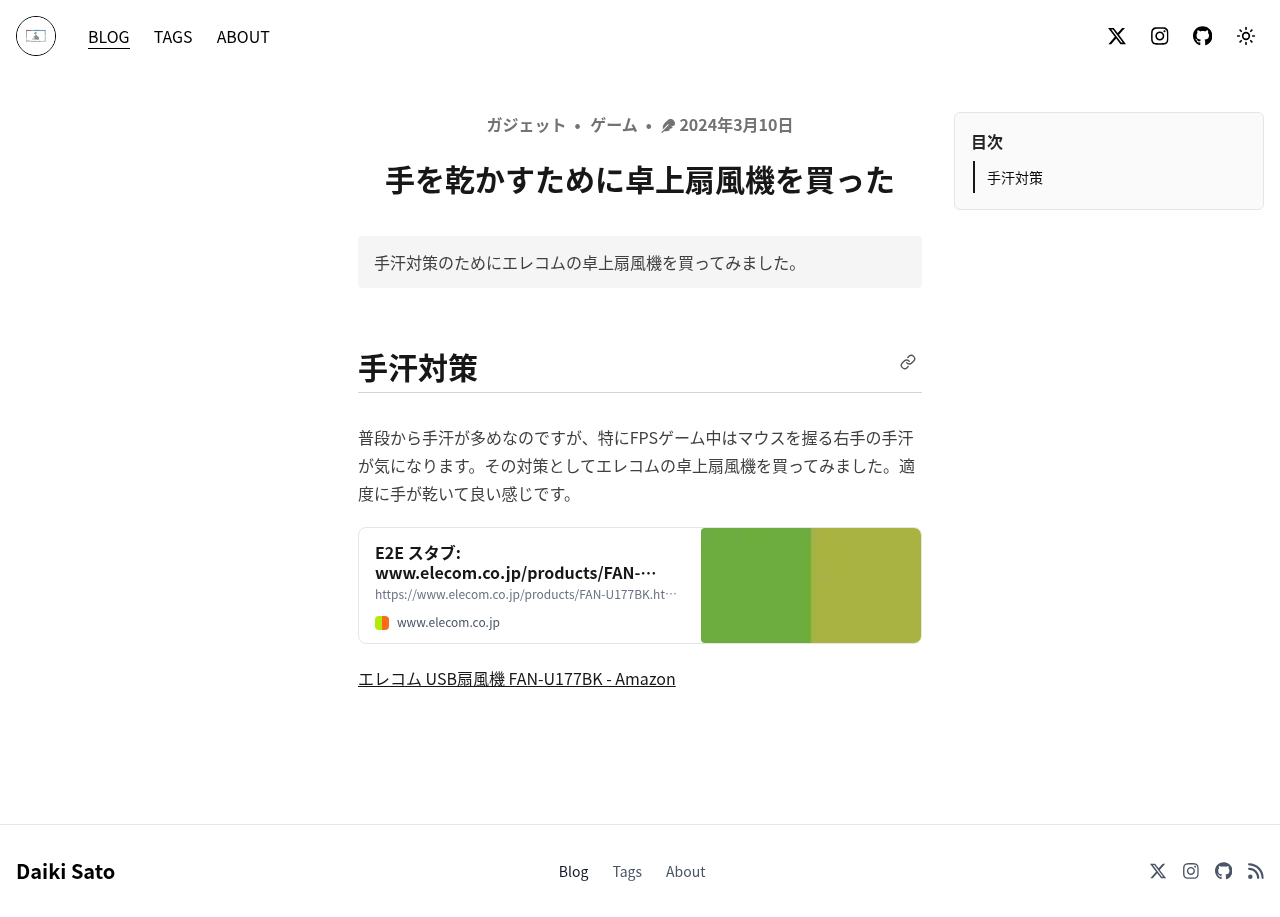 BLOG TAGS ABOUT
ガジェット • ゲーム • 2024年3月10日
手を乾かすために卓上扇風機を買った
目次
手汗対策
手汗対策のためにエレコムの卓上扇風機を買ってみました。
手汗対策
普段から手汗が多めなのですが、特にFPSゲーム中はマウスを握る右手の手汗
が気になります。その対策としてエレコムの卓上扇風機を買ってみました。適
度に手が乾いて良い感じです。
E2E スタブ:
www.elecom.co.jp/products/FAN-…
https://www.elecom.co.jp/products/FAN-U177BK.ht…
www.elecom.co.jp
エレコム USB扇風機 FAN-U177BK - Amazon
Daiki Sato
Blog Tags About